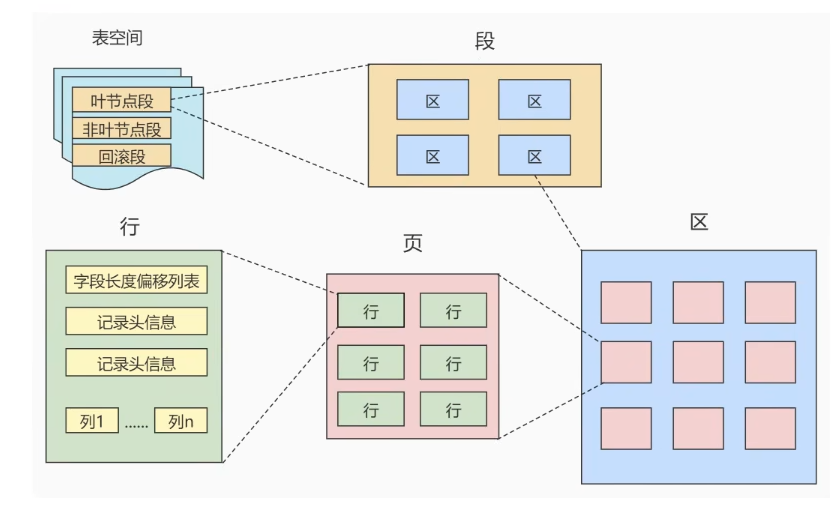 表空间
叶节点段
非叶节点段
回滚段
段
区 区
区 区
行
字段长度偏移列表
记录头信息
记录头信息
列1 ...... 列n
页
行 行
行 行
行 行
区